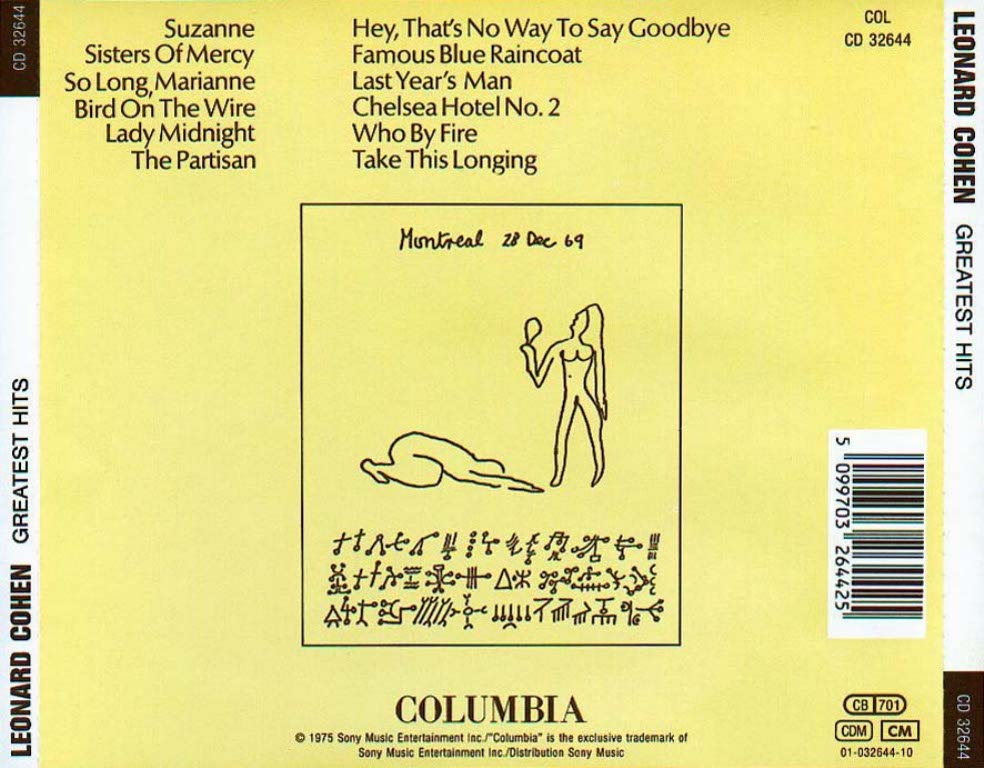 CD 32644
LEONARD COHEN GREATEST HITS
Suzanne
Sisters Of Mercy
So Long, Marianne
Bird On The Wire
Lady Midnight
The Partisan
Hey, That's No Way To Say Goodbye
Famous Blue Raincoat
Last Year's Man
Chelsea Hotel No. 2
Who By Fire
Take This Longing
COL
CD 32644
Montreal 28 Dec 69
5 099703 264425
COLUMBIA
© 1975 Sony Music Entertainment Inc./"Columbia" is the exclusive trademark of
Sony Music Entertainment Inc./Distribution Sony Music
CB 701
CDM CM
01-032644-10
LEONARD COHEN GREATEST HITS
CD 32644